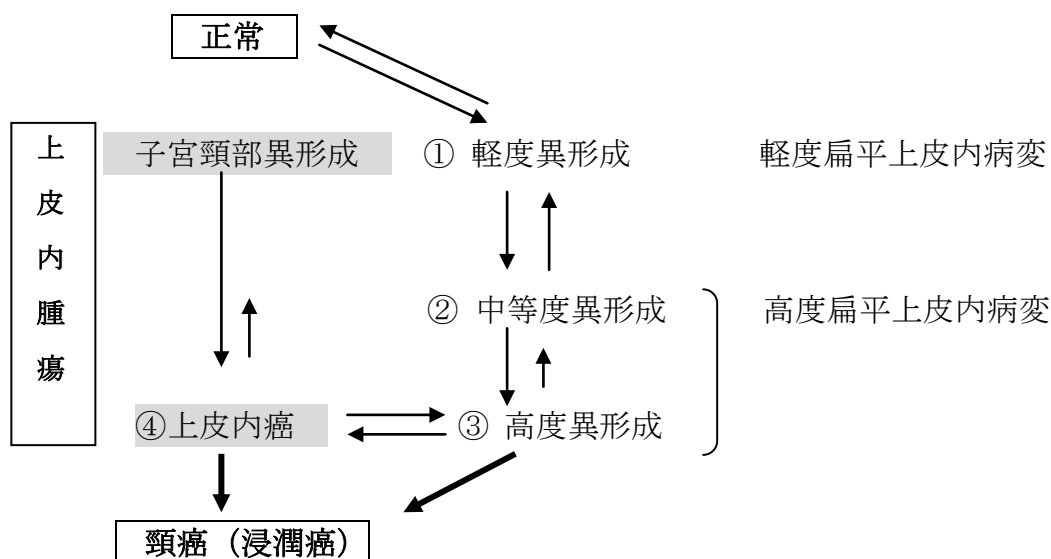 正常
上皮内腫瘍
子宮頸部異形成 ① 軽度異形成 軽度扁平上皮内病変
② 中等度異形成 高度扁平上皮内病変
④上皮内癌 ③ 高度異形成
頸癌（浸潤癌）